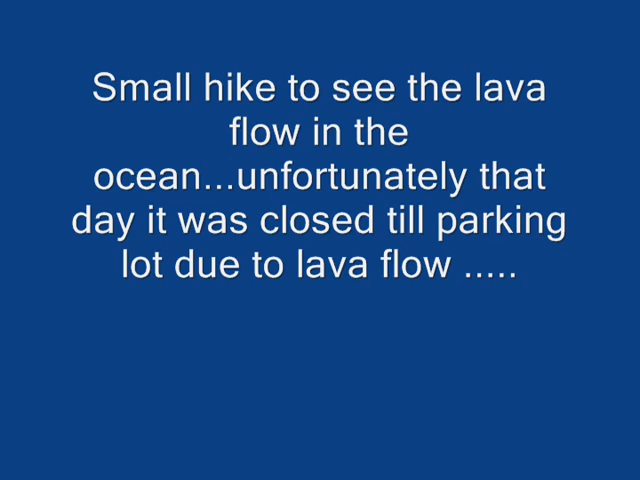 Small hike to see the lava
flow in the
ocean...unfortunately that
day it was closed till parking
lot due to lava flow .....